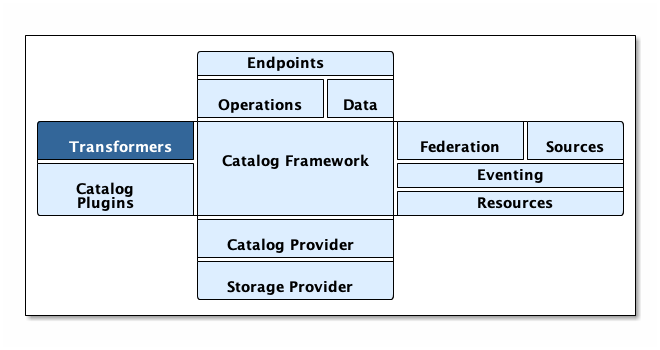 Endpoints
Operations
Data
Transformers
Catalog Framework
Federation
Sources
Catalog
Plugins
Eventing
Resources
Catalog Provider
Storage Provider